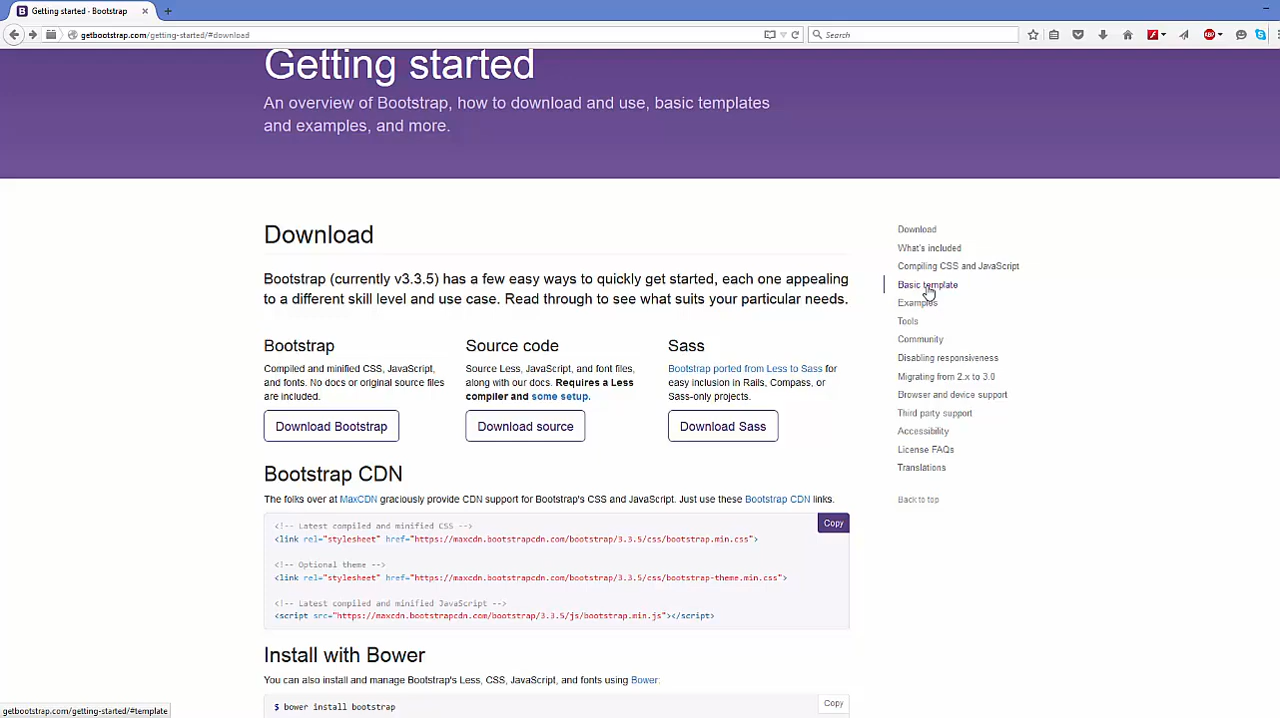 Getting started - Bootstrap
getbootstrap.com/getting-started/#download
Search
Getting started
An overview of Bootstrap, how to download and use, basic templates
and examples, and more.
Download
Bootstrap (currently v3.3.5) has a few easy ways to quickly get started, each one appealing
to a different skill level and use case. Read through to see what suits your particular needs.
Bootstrap
Compiled and minified CSS, JavaScript,
and fonts. No docs or original source files
are included.
Download Bootstrap
Source code
Source Less, JavaScript, and font files,
along with our docs. Requires a Less
compiler and some setup.
Download source
Sass
Bootstrap ported from Less to Sass for
easy inclusion in Rails, Compass, or
Sass-only projects.
Download Sass
Bootstrap CDN
The folks over at MaxCDN graciously provide CDN support for Bootstrap's CSS and JavaScript. Just use these Bootstrap CDN links.
Copy
<!-- Latest compiled and minified CSS -->
<link rel="stylesheet" href="https://maxcdn.bootstrapcdn.com/bootstrap/3.3.5/css/bootstrap.min.css">
<!-- Optional theme -->
<link rel="stylesheet" href="https://maxcdn.bootstrapcdn.com/bootstrap/3.3.5/css/bootstrap-theme.min.css">
<!-- Latest compiled and minified JavaScript -->
<script src="https://maxcdn.bootstrapcdn.com/bootstrap/3.3.5/js/bootstrap.min.js"></script>
Install with Bower
You can also install and manage Bootstrap's Less, CSS, JavaScript, and fonts using Bower:
$ bower install bootstrap
Copy
Download
What's included
Compiling CSS and JavaScript
Basic template
Examples
Tools
Community
Disabling responsiveness
Migrating from 2.x to 3.0
Browser and device support
Third party support
Accessibility
License FAQs
Translations
Back to top
getbootstrap.com/getting-started/#template